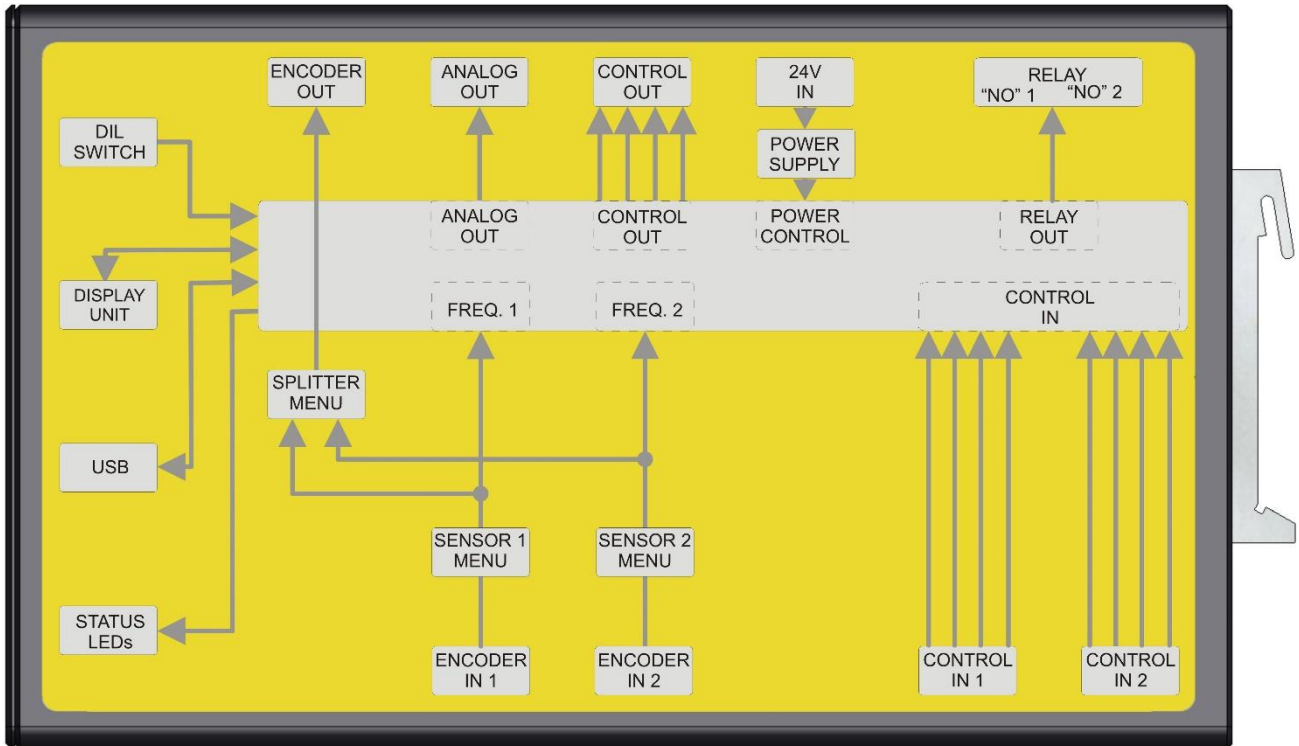 ENCODER
OUT
ANALOG
OUT
CONTROL
OUT
24V
IN
RELAY
"NO" 1 "NO" 2
DIL
SWITCH
POWER
SUPPLY
ANALOG
OUT
CONTROL
OUT
POWER
CONTROL
RELAY
OUT
DISPLAY
UNIT
FREQ. 1
FREQ. 2
CONTROL
IN
SPLITTER
MENU
USB
SENSOR 1
MENU
SENSOR 2
MENU
STATUS
LEDs
ENCODER
IN 1
ENCODER
IN 2
CONTROL
IN 1
CONTROL
IN 2